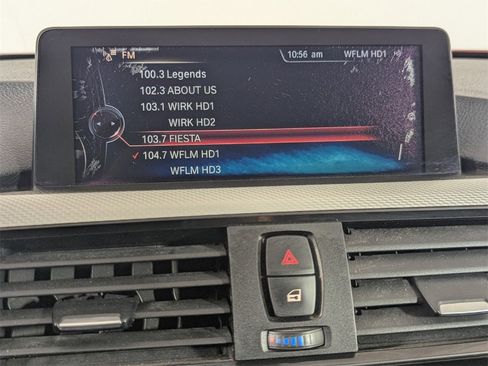 FM 10:56 am WFLM HD1
100.3 Legends
102.3 ABOUT US
103.1 WIRK HD1
WIRK HD2
103.7 FIESTA
✓ 104.7 WFLM HD1
WFLM HD3